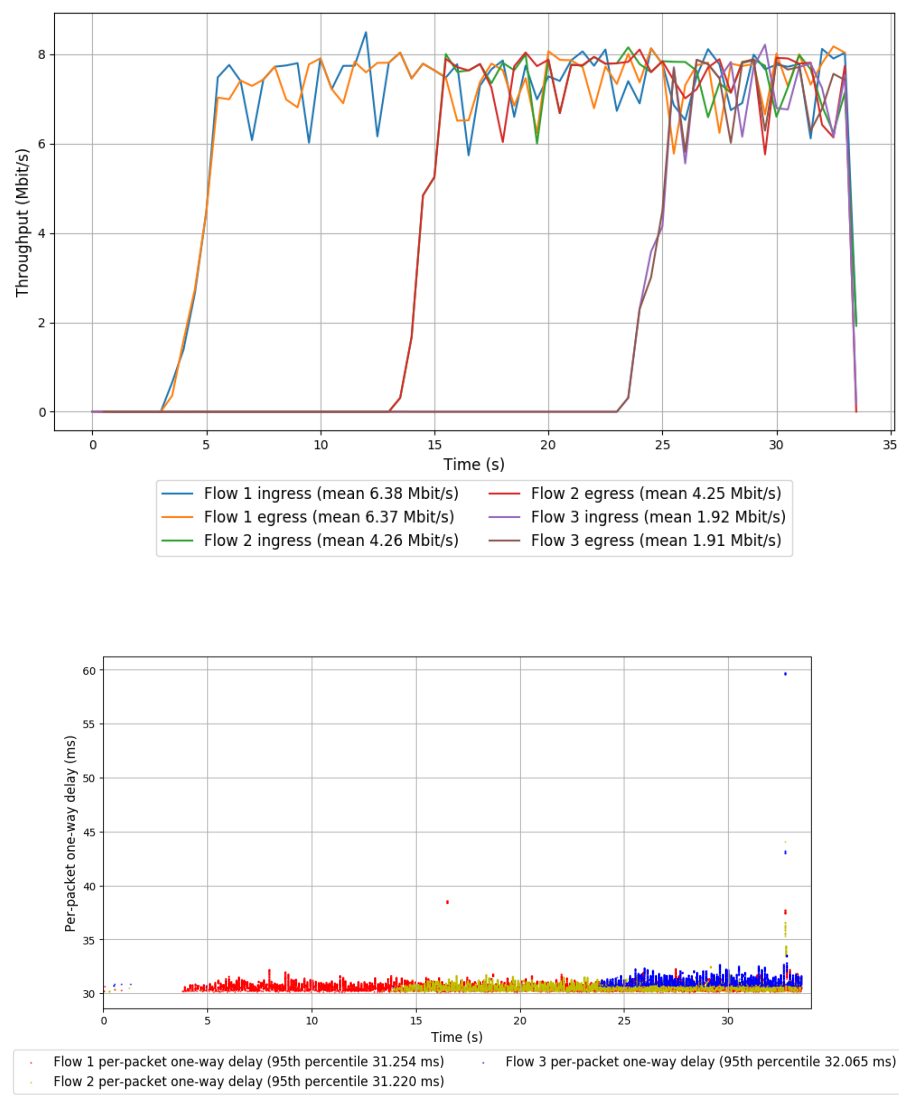 8
6
4
2
0
Throughput (Mbit/s)
0 5 10 15 20 25 30 35
Time (s)
Flow 1 ingress (mean 6.38 Mbit/s)
Flow 1 egress (mean 6.37 Mbit/s)
Flow 2 ingress (mean 4.26 Mbit/s)
Flow 2 egress (mean 4.25 Mbit/s)
Flow 3 ingress (mean 1.92 Mbit/s)
Flow 3 egress (mean 1.91 Mbit/s)
60
55
50
45
40
35
30
Per-packet one-way delay (ms)
0 5 10 15 20 25 30
Time (s)
Flow 1 per-packet one-way delay (95th percentile 31.254 ms)
Flow 2 per-packet one-way delay (95th percentile 31.220 ms)
Flow 3 per-packet one-way delay (95th percentile 32.065 ms)